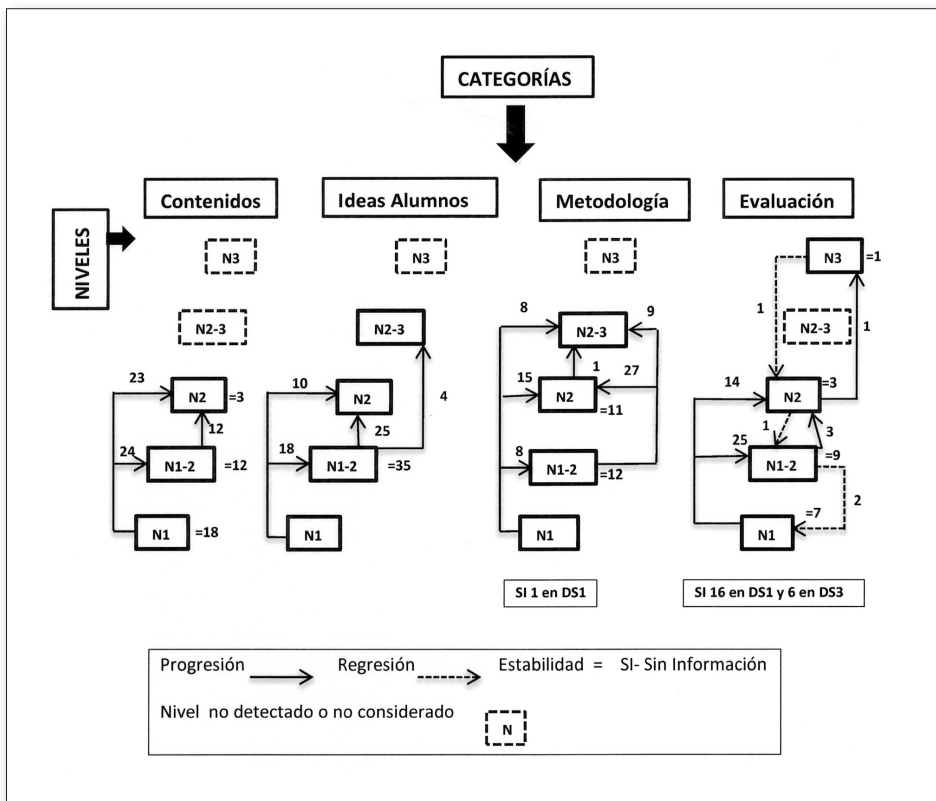 CATEGORÍAS
Contenidos
Ideas Alumnos
Metodología
Evaluación
NIVELES
N3
N3
N3
N3
=1
N2-3
N2-3
N2-3
N2-3
8
9
1
1
23
10
15
1
27
14
N2
=3
N2
4
N2
=11
N2
=3
12
25
1
3
24
18
8
25
N1-2
=12
N1-2
=35
N1-2
=12
N1-2
=9
2
N1
=18
N1
N1
N1
=7
SI 1 en DS1
SI 16 en DS1 y 6 en DS3
Progresión Regresión Estabilidad = SI- Sin Información
Nivel no detectado o no considerado N